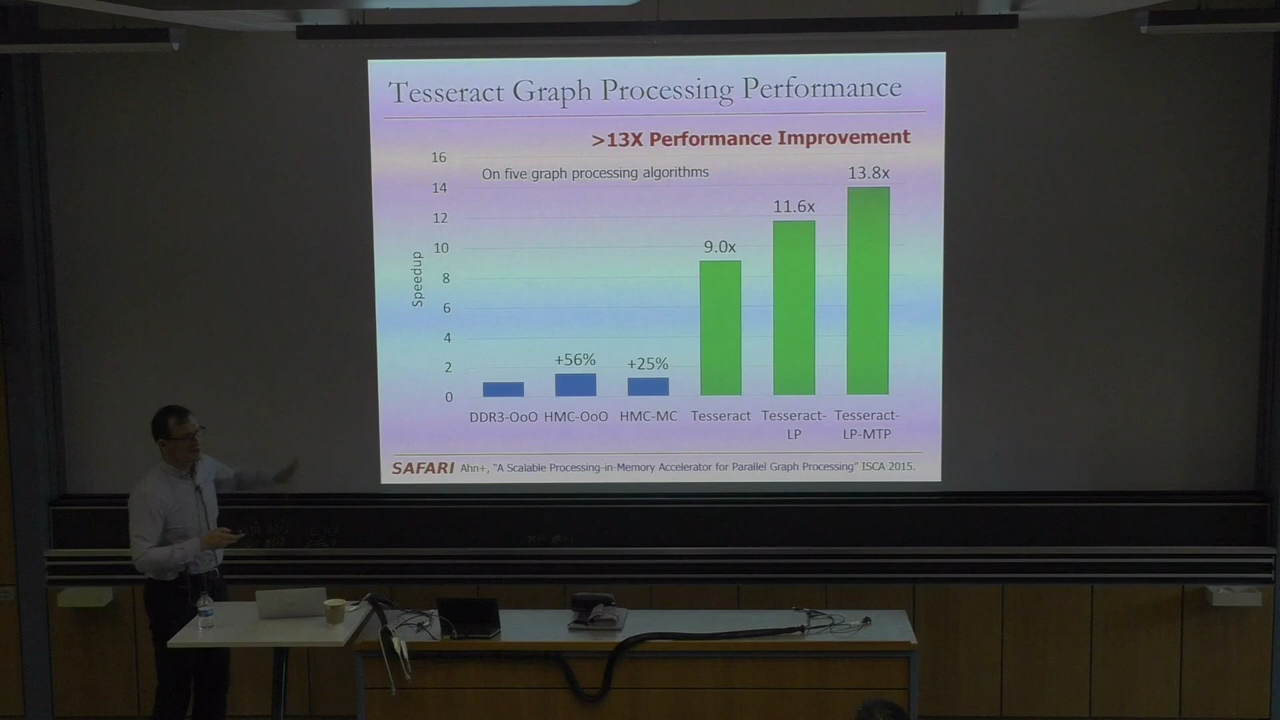 Tesseract Graph Processing Performance
>13X Performance Improvement
On five graph processing algorithms
Speedup
16
14
12
10
8
6
4
2
0
+56%
+25%
9.0x
11.6x
13.8x
DDR3-OoO
HMC-OoO
HMC-MC
Tesseract
Tesseract-
LP
Tesseract-
LP-MTP
SAFARI Ahn+, "A Scalable Processing-in-Memory Accelerator for Parallel Graph Processing" ISCA 2015.